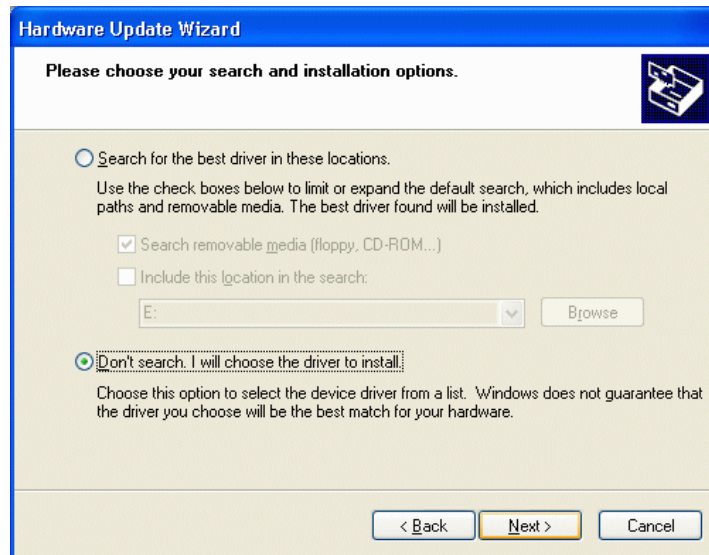 Hardware Update Wizard
Please choose your search and installation options.
Search for the best driver in these locations.
Use the check boxes below to limit or expand the default search, which includes local
paths and removable media. The best driver found will be installed.
Search removable media (floppy, CD-ROM...)
Include this location in the search:
E:
Browse
Don't search. I will choose the driver to install.
Choose this option to select the device driver from a list. Windows does not guarantee that
the driver you choose will be the best match for your hardware.
< Back Next > Cancel